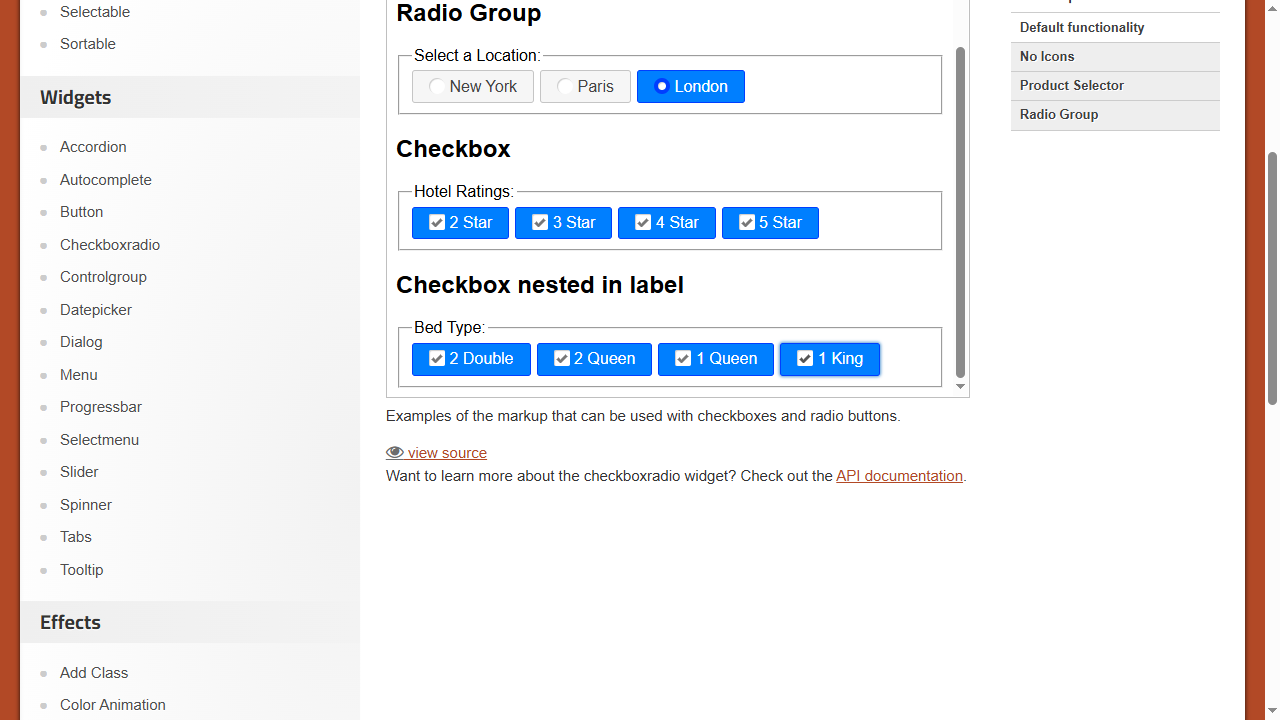 Selectable
Sortable
Widgets
Accordion
Autocomplete
Button
Checkboxradio
Controlgroup
Datepicker
Dialog
Menu
Progressbar
Selectmenu
Slider
Spinner
Tabs
Tooltip
Effects
Add Class
Color Animation
Radio Group
Select a Location:
New York Paris London
Checkbox
Hotel Ratings:
2 Star 3 Star 4 Star 5 Star
Checkbox nested in label
Bed Type:
2 Double 2 Queen 1 Queen 1 King
Examples of the markup that can be used with checkboxes and radio buttons.
view source
Want to learn more about the checkboxradio widget? Check out the API documentation.
Default functionality
No Icons
Product Selector
Radio Group